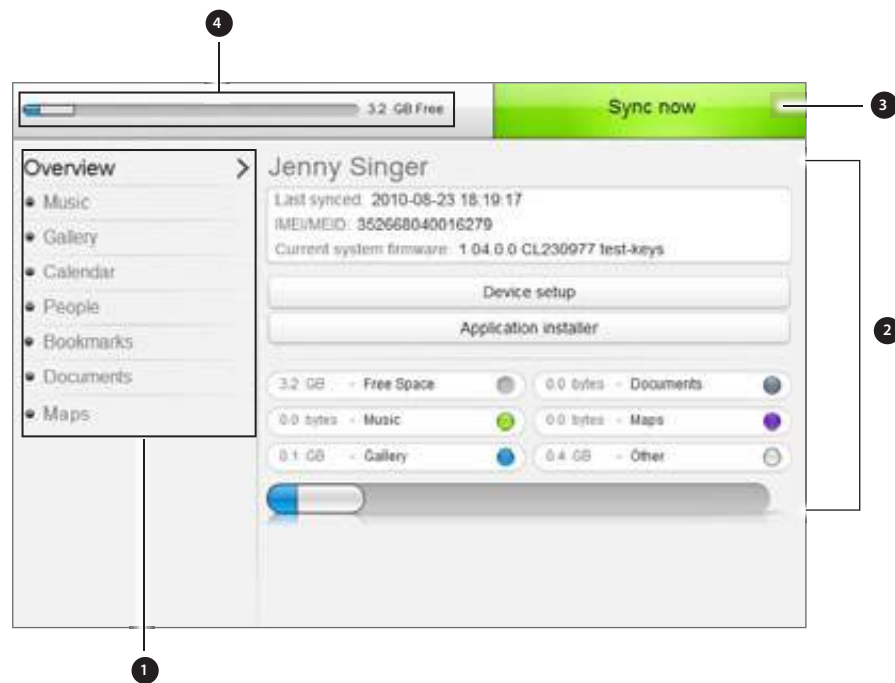 4
3.2 GB Free
Sync now
3
Overview
Music
Gallery
Calendar
People
Bookmarks
Documents
Maps
Jenny Singer
Last synced: 2010-08-23 18:19:17
IMEI/MEID: 352668040016279
Current system firmware: 1.04.0.0 CL230977 test-keys
Device setup
Application installer
2
3.2 GB - Free Space
0.0 bytes - Documents
0.0 bytes - Music
0.0 bytes - Maps
0.1 GB - Gallery
0.4 GB - Other
1